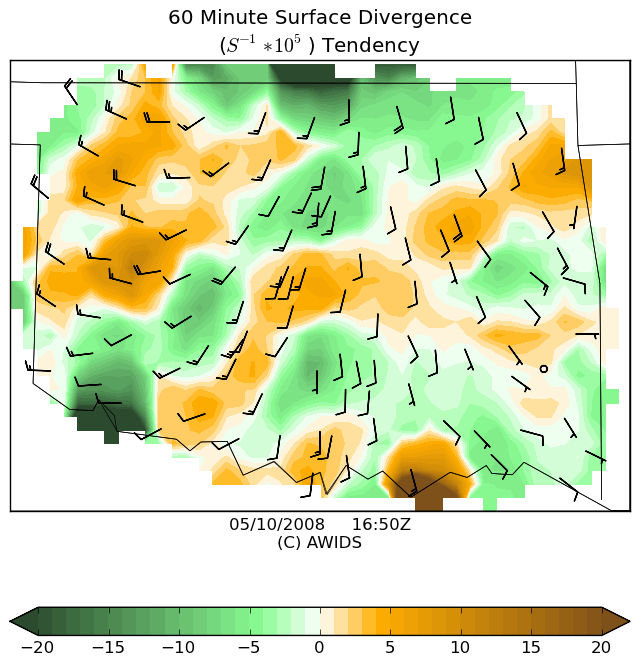 60 Minute Surface Divergence
(S⁻¹ *10⁵ ) Tendency
05/10/2008 16:50Z
(C) AWIDS
−20 −15 −10 −5 0 5 10 15 20